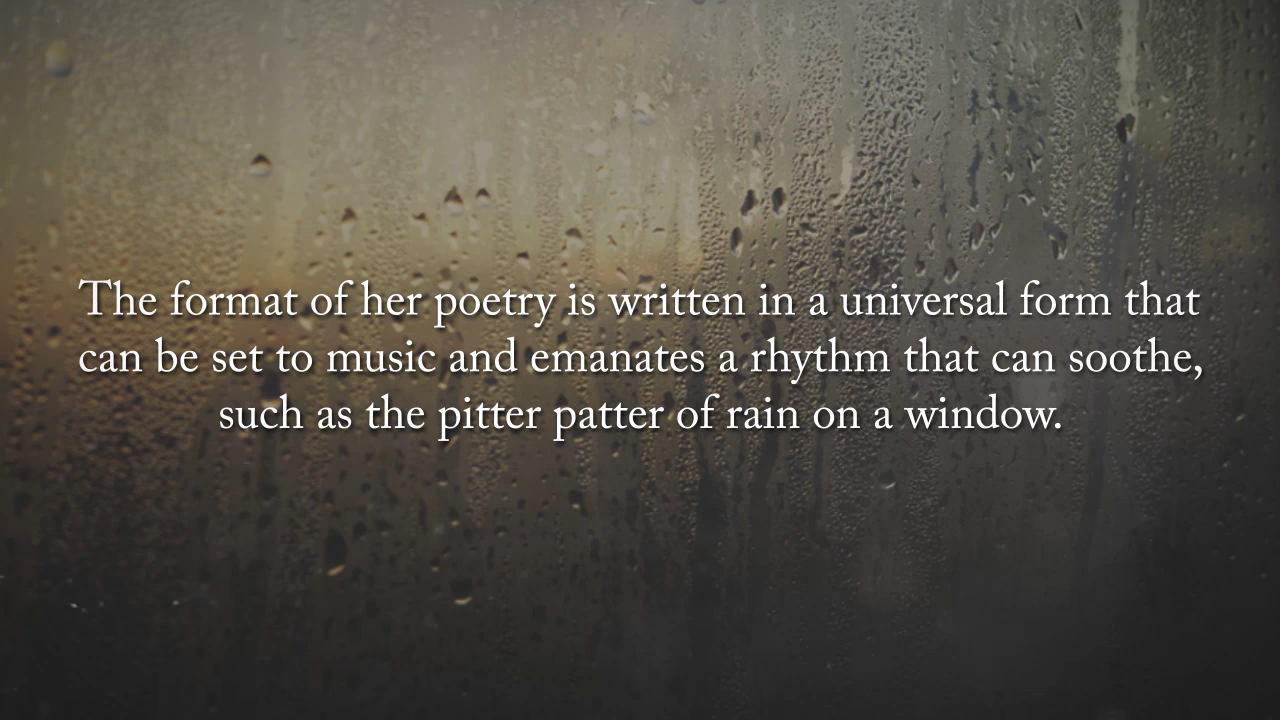 The format of her poetry is written in a universal form that
can be set to music and emanates a rhythm that can soothe,
such as the pitter patter of rain on a window.